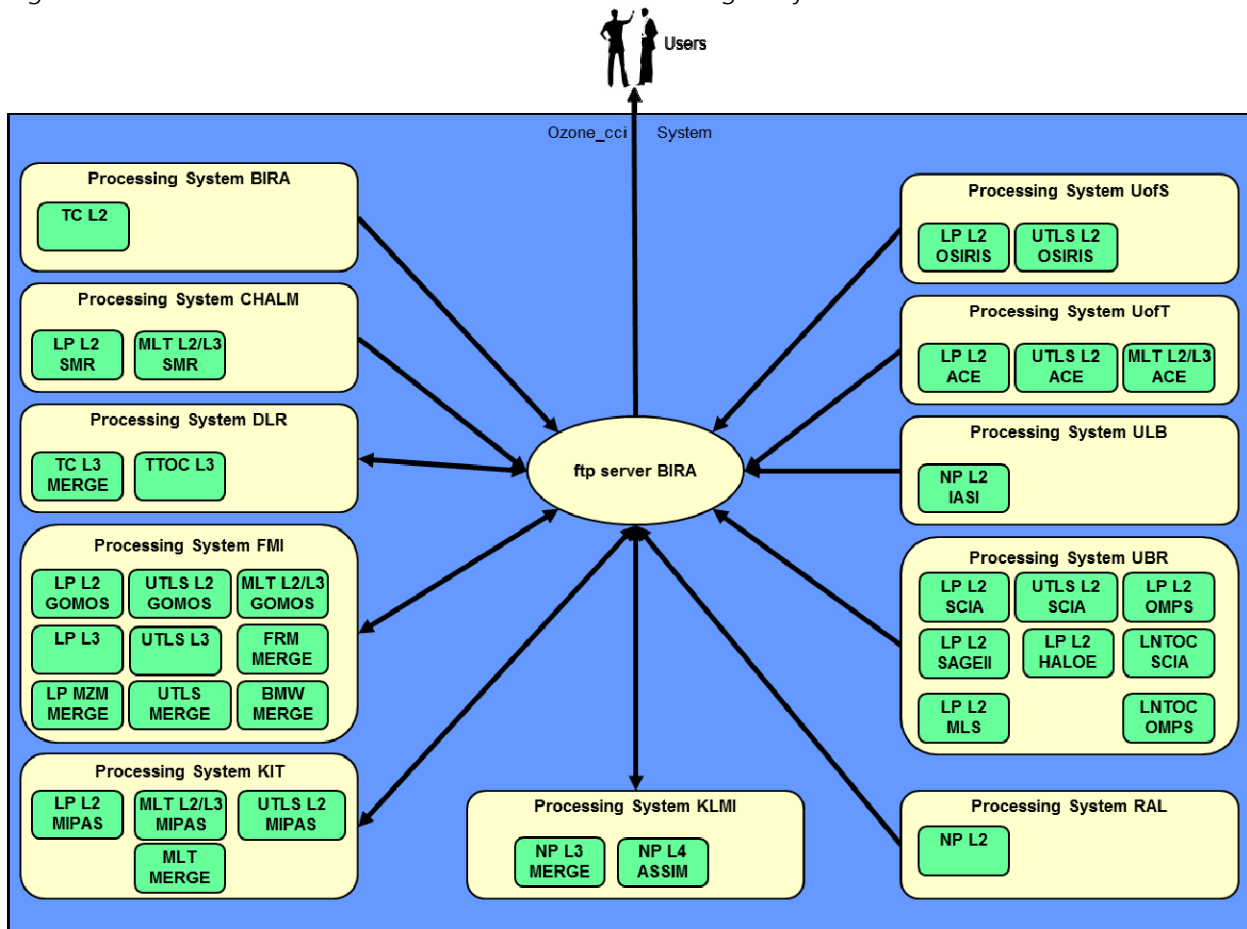 Users
Ozone_cci System
Processing System BIRA
TC L2
Processing System CHALM
LP L2
SMR
MLT L2/L3
SMR
Processing System DLR
TC L3
MERGE
TTOC L3
Processing System FMI
LP L2
GOMOS
UTLS L2
GOMOS
MLT L2/L3
GOMOS
LP L3
UTLS L3
FRM
MERGE
LP MZM
MERGE
UTLS
MERGE
BMW
MERGE
Processing System KIT
LP L2
MIPAS
MLT L2/L3
MIPAS
UTLS L2
MIPAS
MLT
MERGE
ftp server BIRA
Processing System KLMI
NP L3
MERGE
NP L4
ASSIM
Processing System UofS
LP L2
OSIRIS
UTLS L2
OSIRIS
Processing System UofT
LP L2
ACE
UTLS L2
ACE
MLT L2/L3
ACE
Processing System ULB
NP L2
IASI
Processing System UBR
LP L2
SCIA
UTLS L2
SCIA
LP L2
OMPS
LP L2
SAGEII
LP L2
HALOE
LNTOC
SCIA
LP L2
MLS
LNTOC
OMPS
Processing System RAL
NP L2